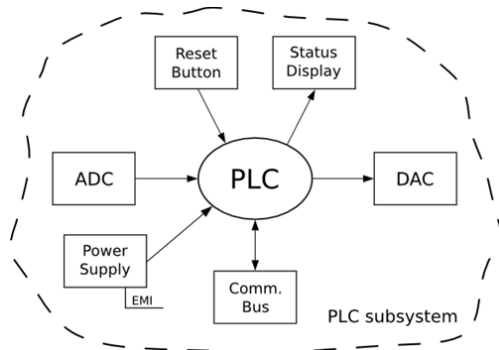 Reset
Button
Status
Display
ADC
PLC
DAC
Power
Supply
EMI
Comm.
Bus
PLC subsystem